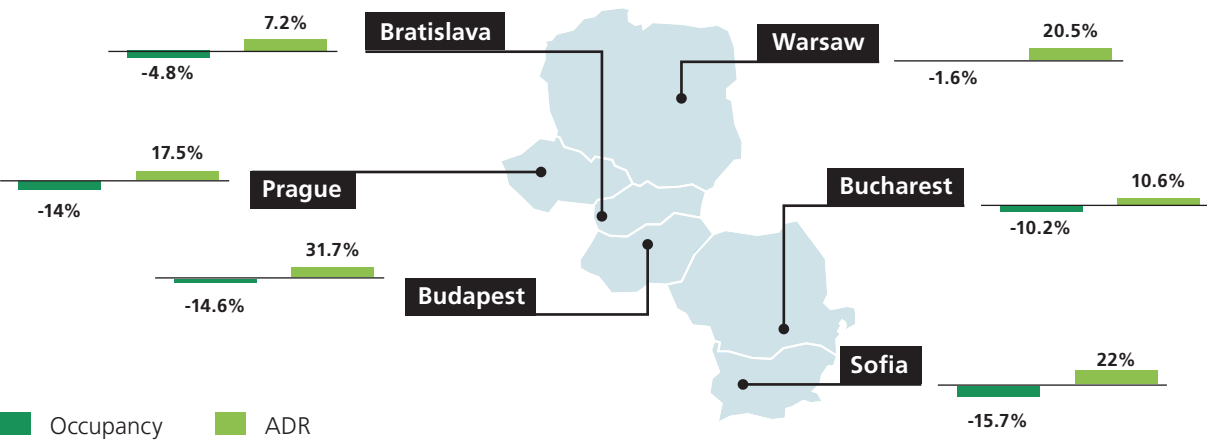 7.2%
Bratislava
-4.8%
20.5%
Warsaw
-1.6%
17.5%
Prague
-14%
10.6%
Bucharest
-10.2%
31.7%
Budapest
-14.6%
22%
Sofia
-15.7%
Occupancy
ADR